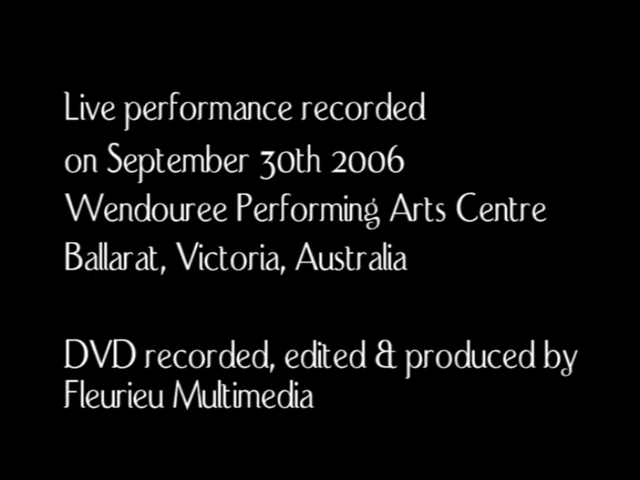 Live performance recorded
on September 30th 2006
Wendouree Performing Arts Centre
Ballarat, Victoria, Australia
DVD recorded, edited & produced by
Fleurieu Multimedia